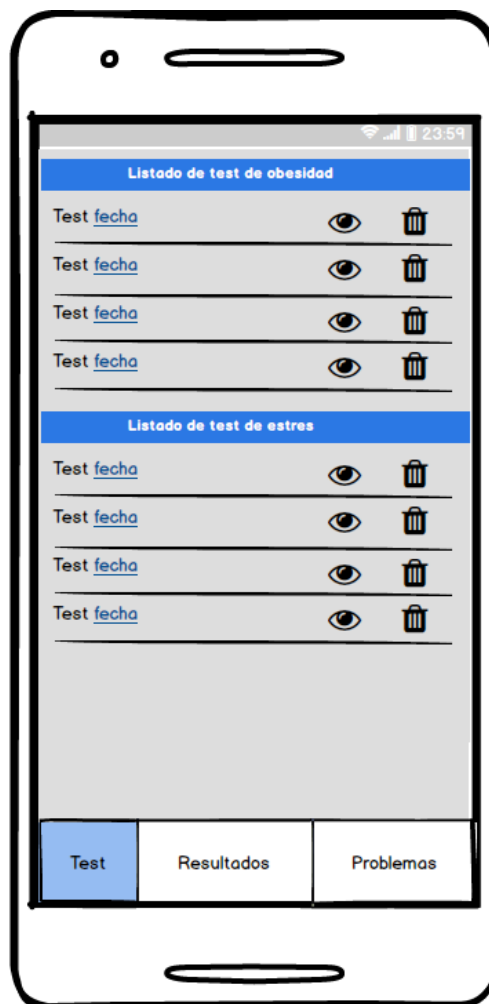 23:59
Listado de test de obesidad
Test fecha
Test fecha
Test fecha
Test fecha
Listado de test de estres
Test fecha
Test fecha
Test fecha
Test fecha
Test Resultados Problemas